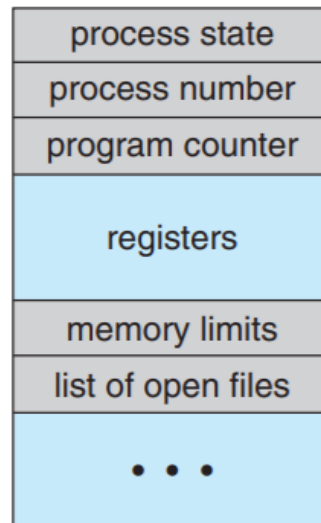 process state
process number
program counter
registers
memory limits
list of open files
• • •